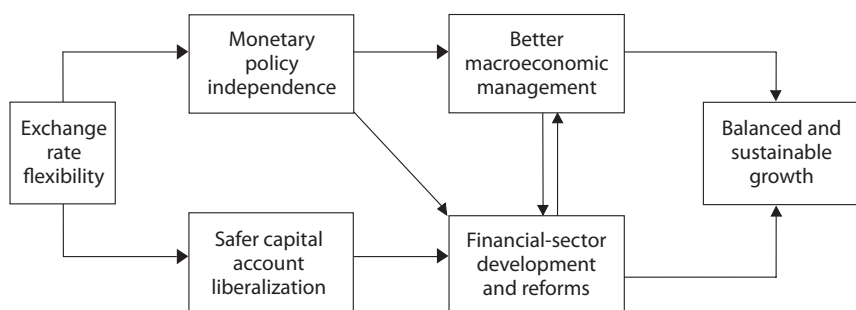 Monetary
policy
independence
Better
macroeconomic
management
Exchange
rate
flexibility
Balanced and
sustainable
growth
Safer capital
account
liberalization
Financial-sector
development
and reforms